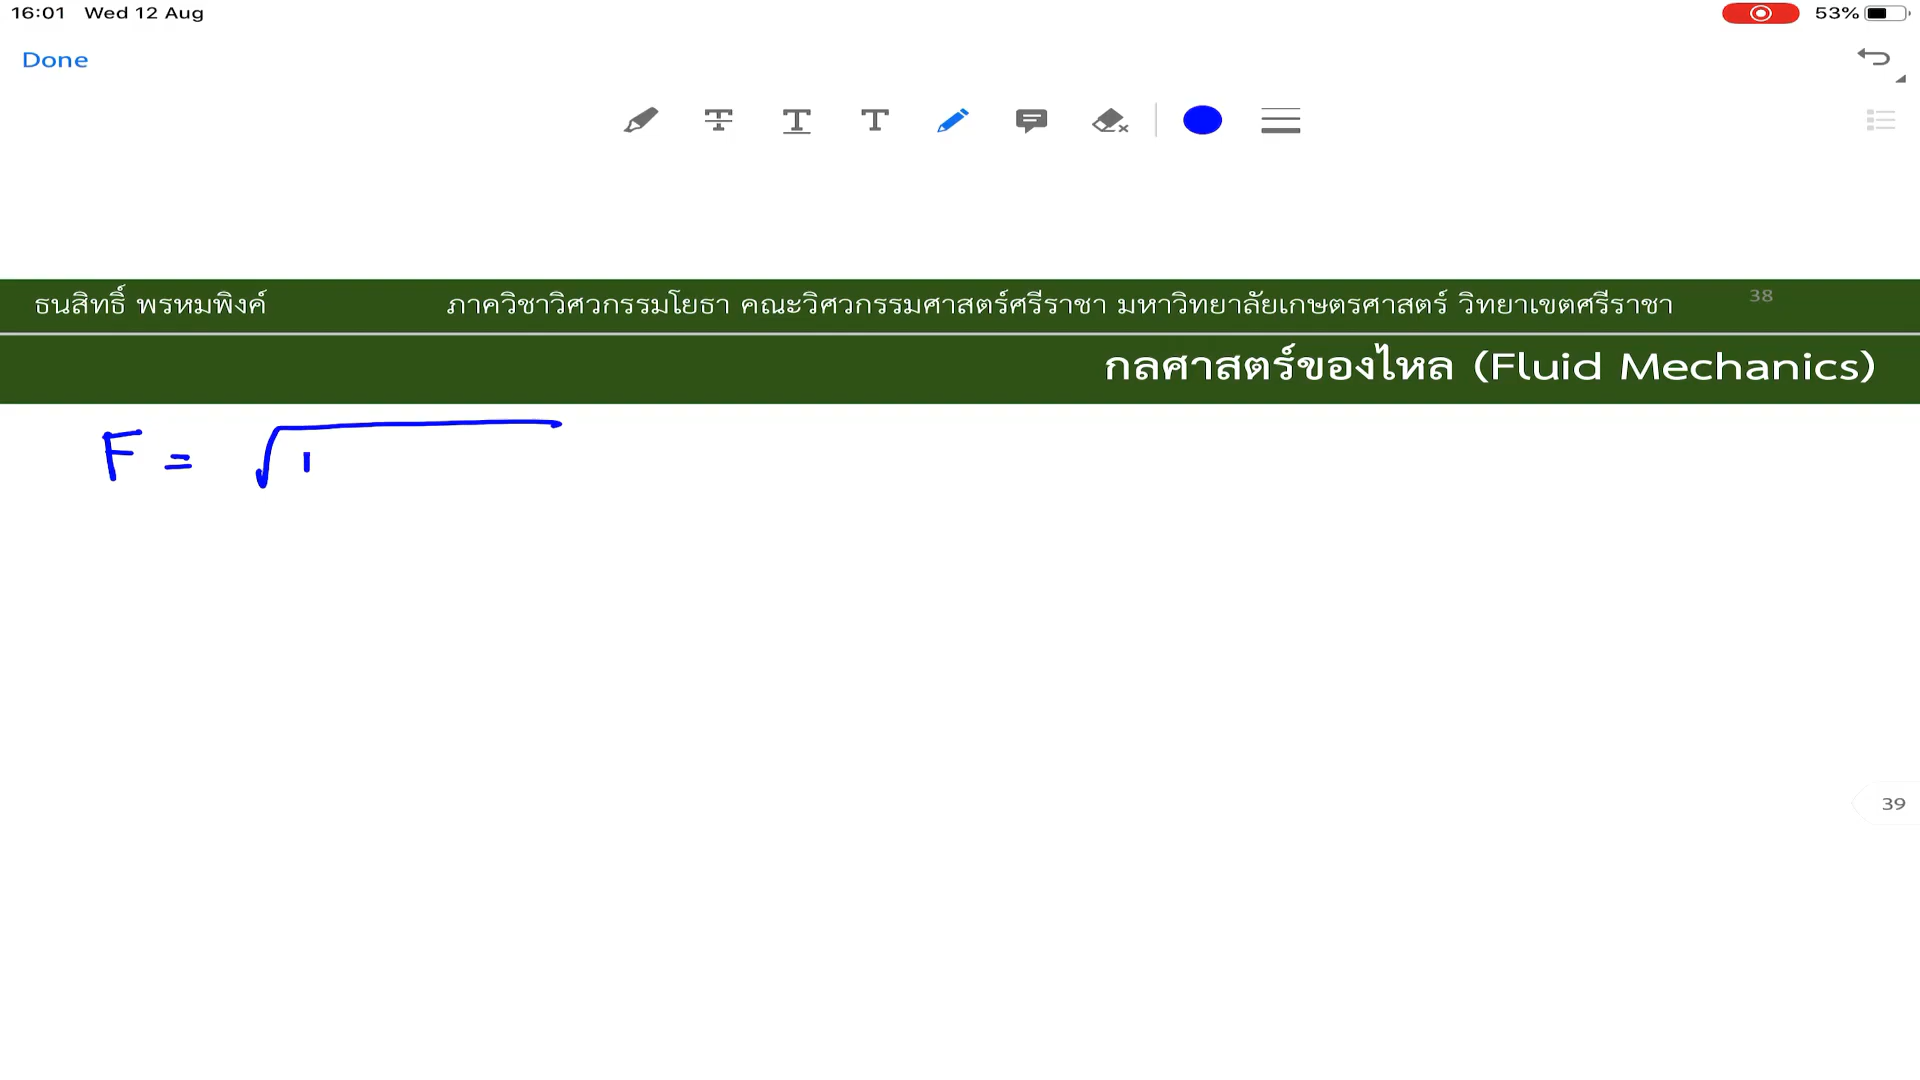 16:01 Wed 12 Aug
53%
Done
ธนสิทธิ์ พรหมพิงค์ ภาควิชาวิศวกรรมโยธา คณะวิศวกรรมศาสตร์ศรีราชา มหาวิทยาลัยเกษตรศาสตร์ วิทยาเขตศรีราชา 38
กลศาสตร์ของไหล (Fluid Mechanics)
F = √
39